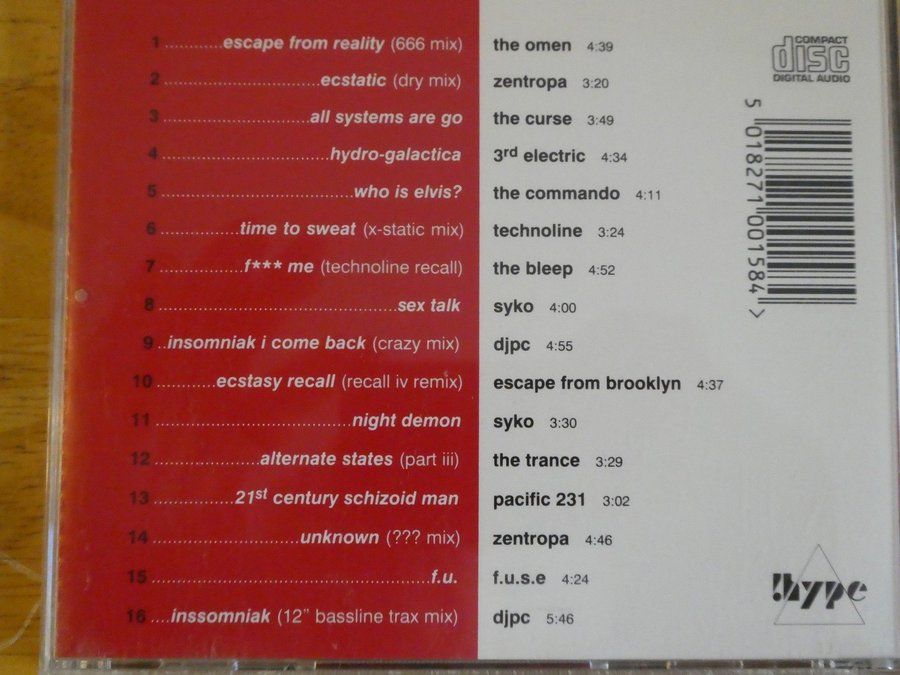 1 ............escape from reality (666 mix) the omen 4:39
2 ................................ecstatic (dry mix) zentropa 3:20
3 ..............................all systems are go the curse 3:49
4 ..................................hydro-galactica 3rd electric 4:34
5 .......................................who is elvis? the commando 4:11
6 ................time to sweat (x-static mix) technoline 3:24
7 .................f*** me (technoline recall) the bleep 4:52
8 ................................................sex talk syko 4:00
9 ..insomniak i come back (crazy mix) djpc 4:55
10 ...........ecstasy recall (recall iv remix) escape from brooklyn 4:37
11 .......................................night demon syko 3:30
12 .....................alternate states (part iii) the trance 3:29
13 ................21st century schizoid man pacific 231 3:02
14 .............................unknown (??? mix) zentropa 4:46
15 .......................................................f.u. f.u.s.e 4:24
16 ....inssomniak (12” bassline trax mix) djpc 5:46
COMPACT
disc
DIGITAL AUDIO
5 018271 001584 >
!hype